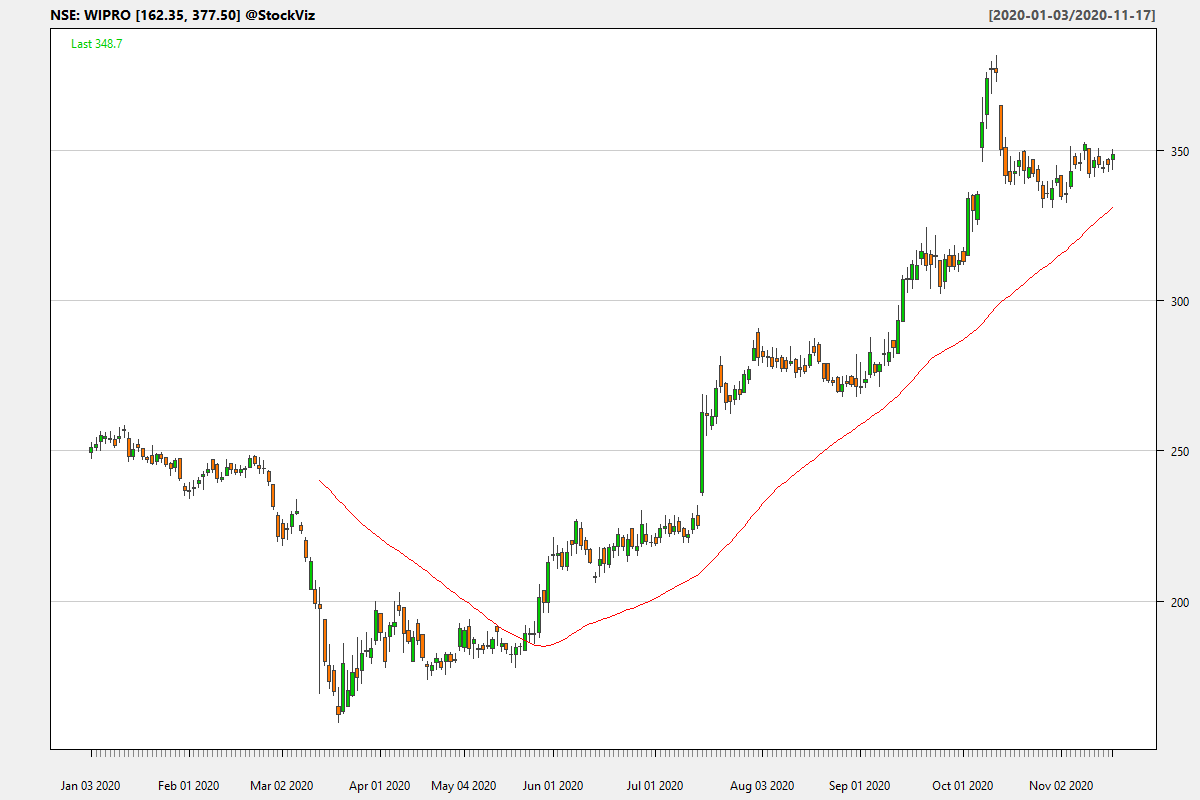 NSE: WIPRO [162.35, 377.50] @StockViz
[2020-01-03/2020-11-17]
Last 348.7
350
300
250
200
Jan 03 2020
Feb 01 2020
Mar 02 2020
Apr 01 2020
May 04 2020
Jun 01 2020
Jul 01 2020
Aug 03 2020
Sep 01 2020
Oct 01 2020
Nov 02 2020